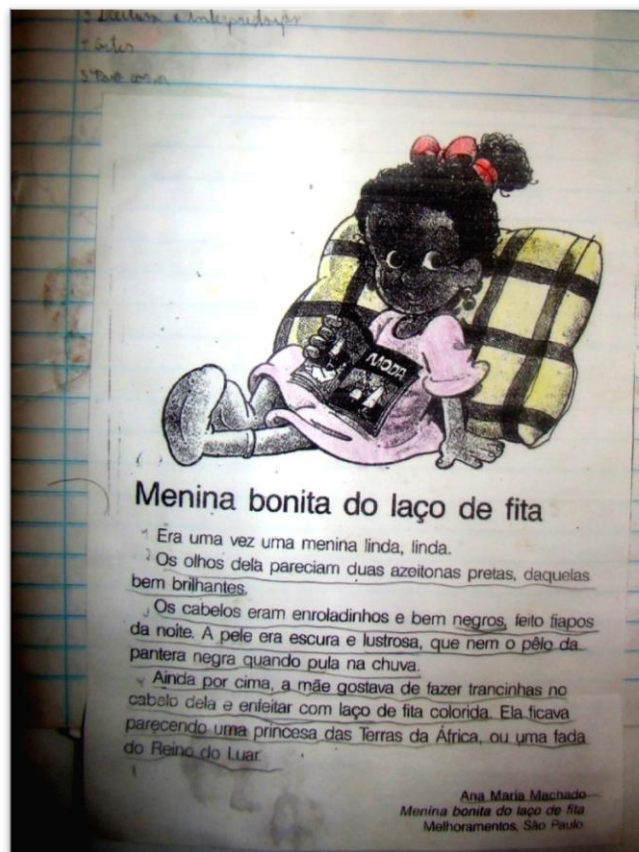 Leitura e interpretação
MODA
Menina bonita do laço de fita
Era uma vez uma menina linda, linda.
Os olhos dela pareciam duas azeitonas pretas, daquelas
bem brilhantes.
Os cabelos eram enroladinhos e bem negros, feito fiapos
da noite. A pele era escura e lustrosa, que nem o pêlo da
pantera negra quando pula na chuva.
Ainda por cima, a mãe gostava de fazer trancinhas no
cabelo dela e enfeitar com laço de fita colorida. Ela ficava
parecendo uma princesa das Terras da África, ou uma fada
do Reino do Luar.
Ana Maria Machado
Menina bonita do laço de fita
Melhoramentos, São Paulo